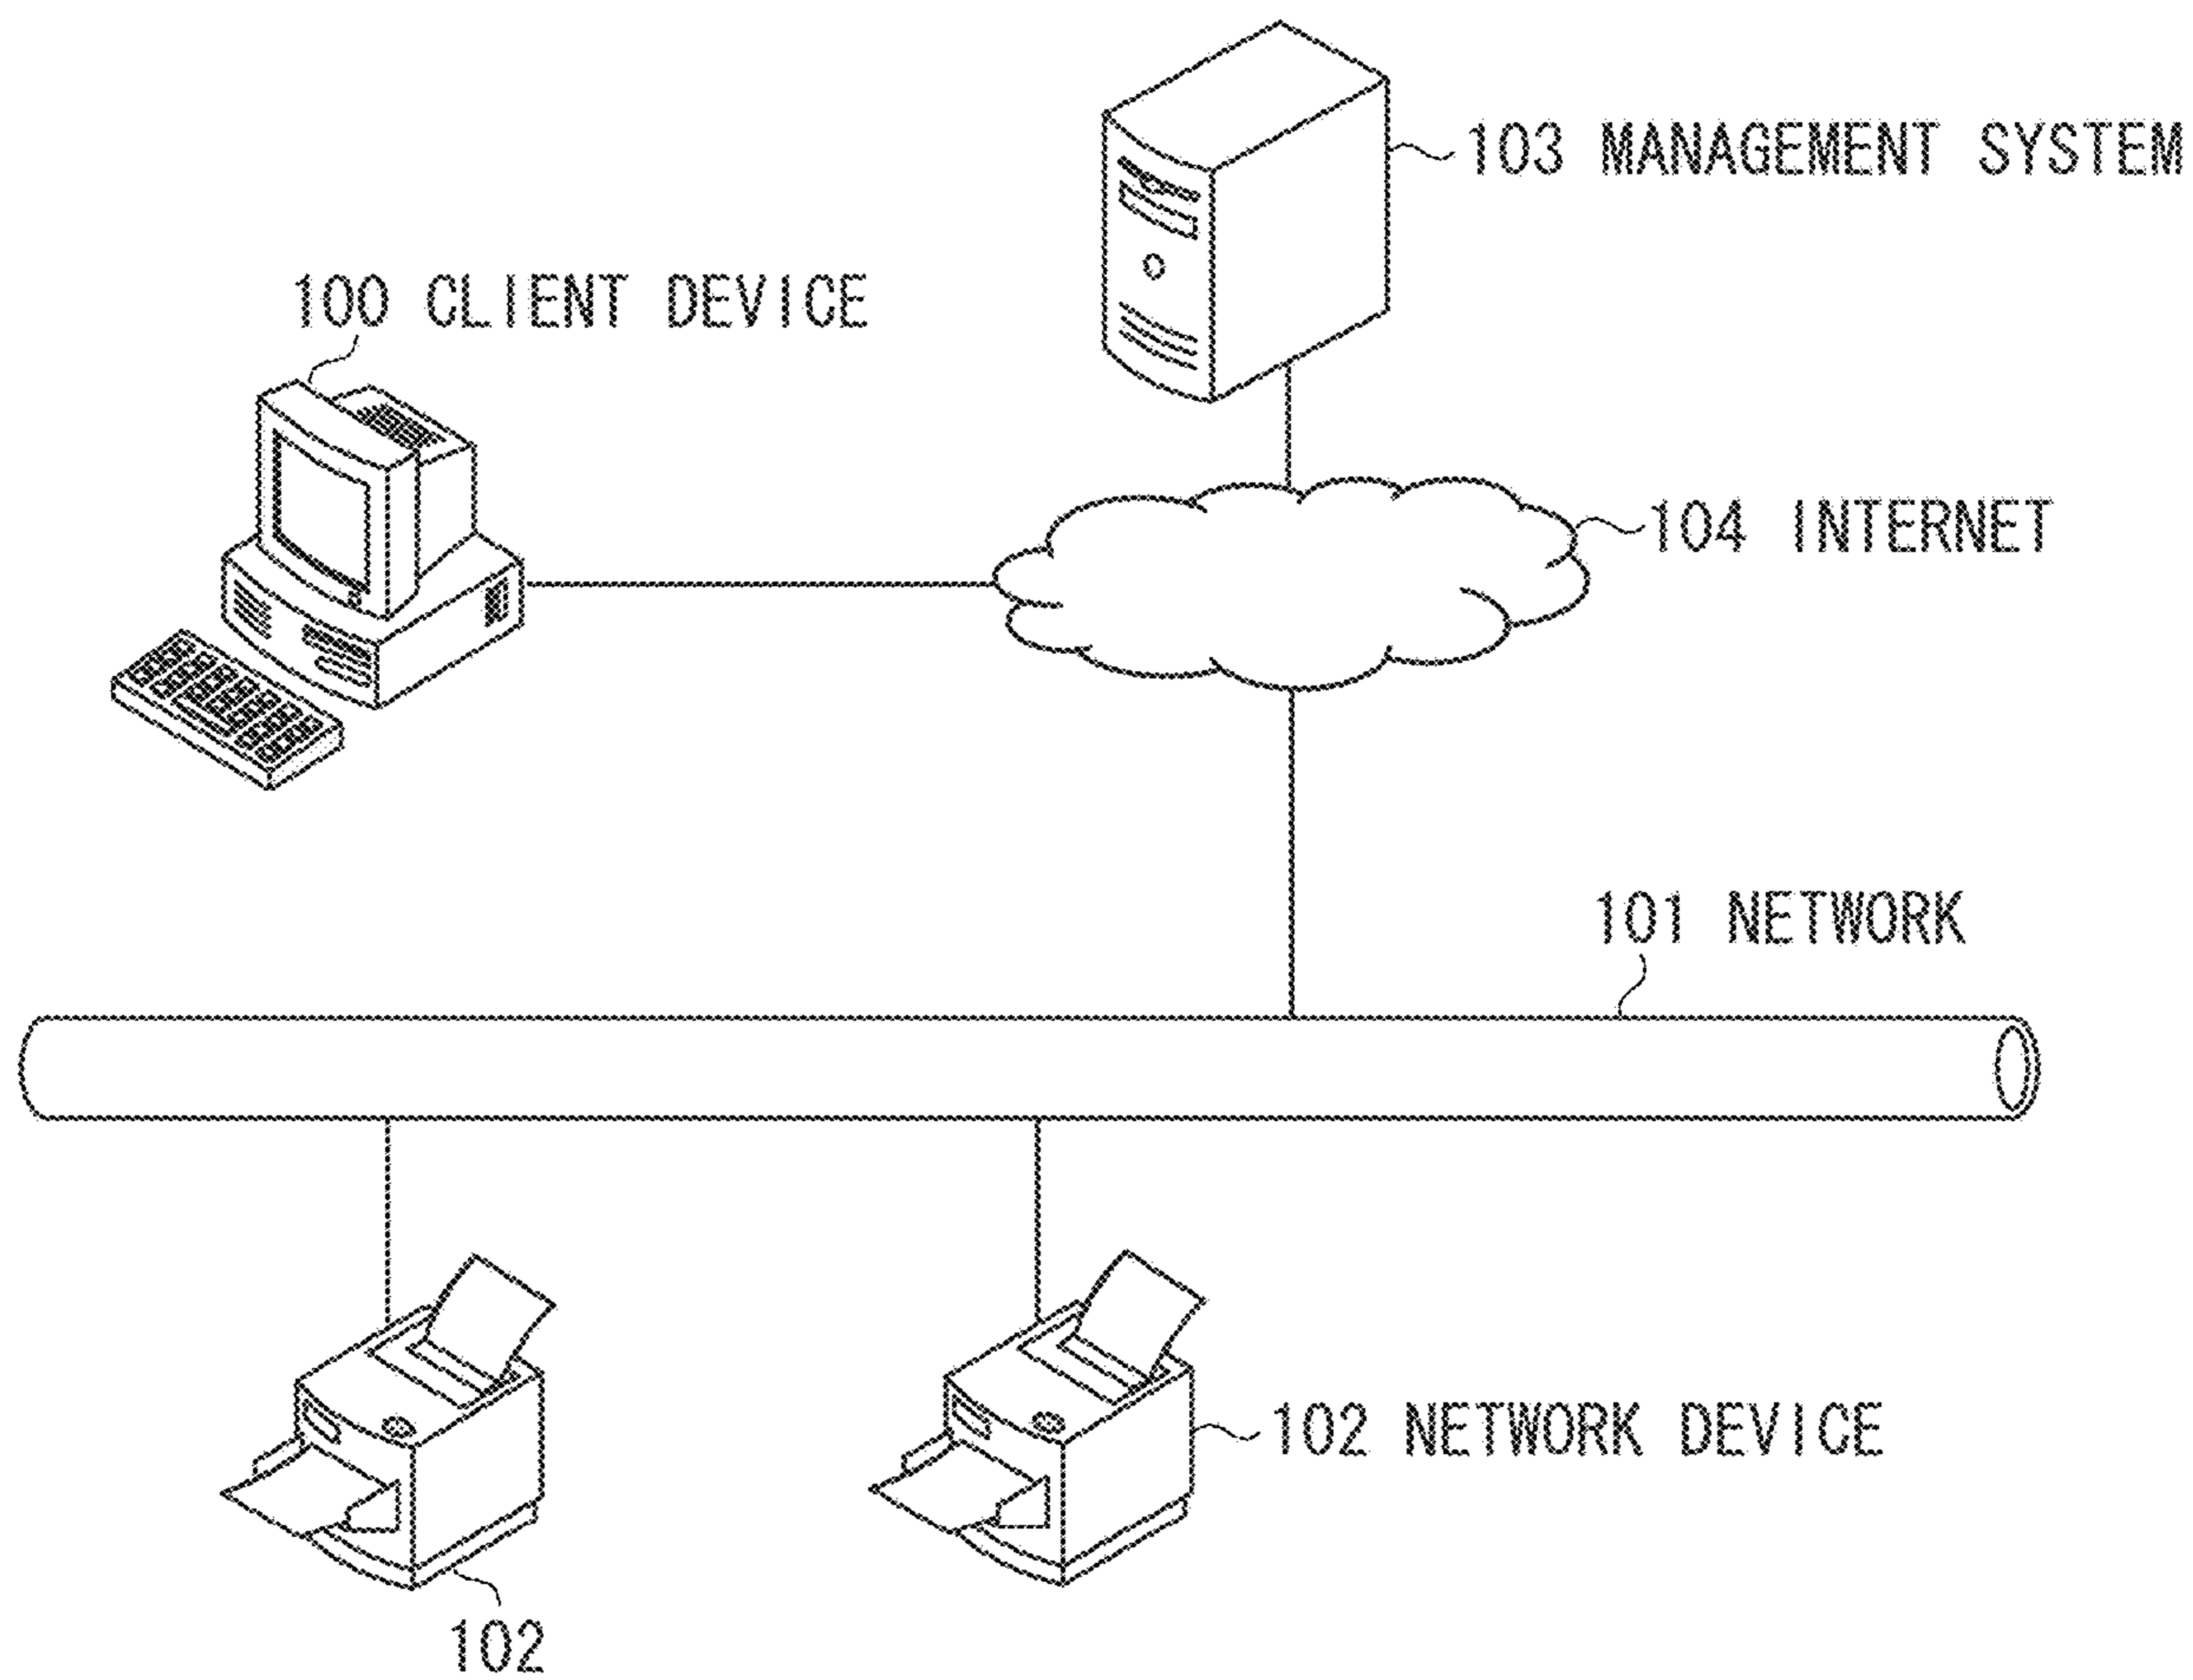 103 MANAGEMENT SYSTEM
100 CLIENT DEVICE
104 INTERNET
101 NETWORK
102 NETWORK DEVICE
102